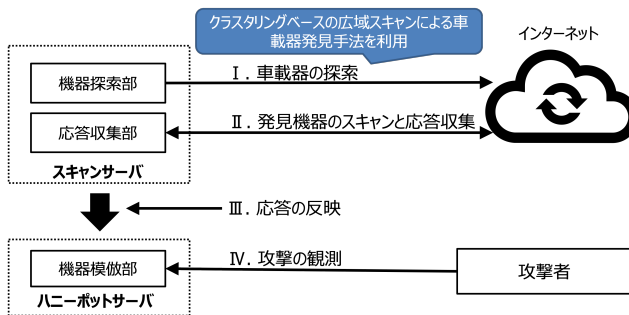 クラスタリングベースの広域スキャンによる車
載器発見手法を利用
インターネット
機器探索部
Ⅰ．車載器の探索
応答収集部
Ⅱ．発見機器のスキャンと応答収集
スキャンサーバ
Ⅲ．応答の反映
機器模倣部
Ⅳ．攻撃の観測
攻撃者
ハニーポットサーバ